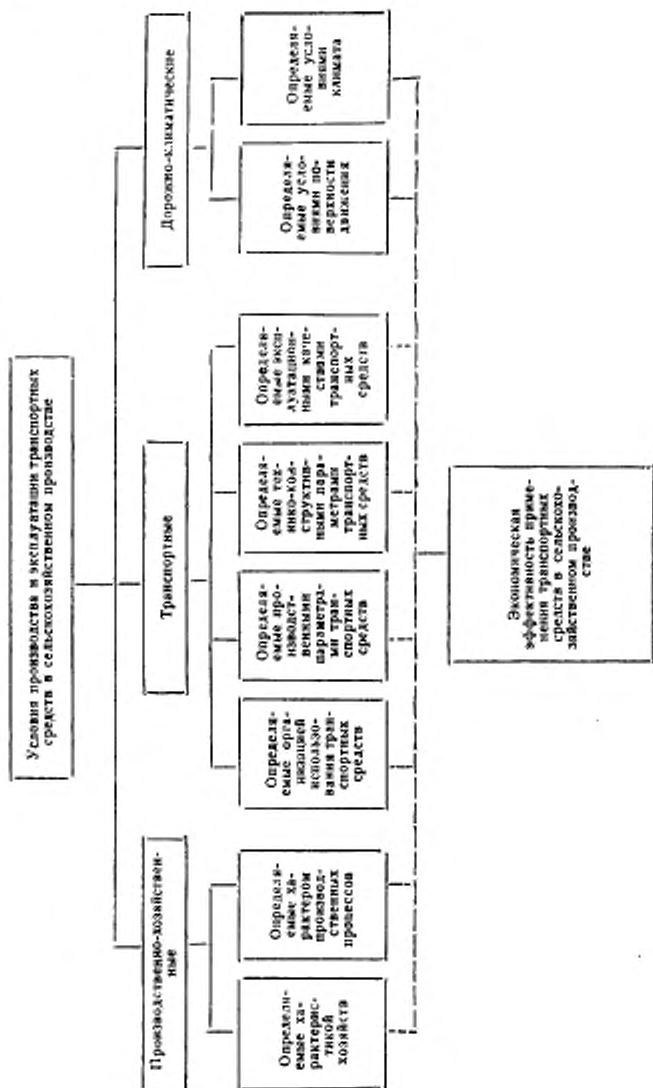 Условия производства и эксплуатации транспортных
средств в сельскохозяйственном производстве
Производственно-хозяйствен-
ные
Транспортные
Дорожно-климатические
Определя-
емые ха-
рактерис-
тикой
хозяйств
Определя-
емые ха-
рактером
производ-
ственных
процессов
Определя-
емые орга-
низацией
использо-
вания тран-
спортных
средств
Определя-
емые про-
изводст-
венными
параметра-
ми тран-
спортных
средств
Определя-
емые тех-
нико-кон-
структив-
ными пара-
метрами
транспорт-
ных средств
Определя-
емые экспл-
уатацион-
ными каче-
ствами
транспорт-
ных
средств
Определя-
емые усло-
виями по-
верхности
движения
Определя-
емые усло-
виями
климата
Экономическая
эффективность приме-
нения транспортных
средств в сельскохо-
зяйственном производ-
стве